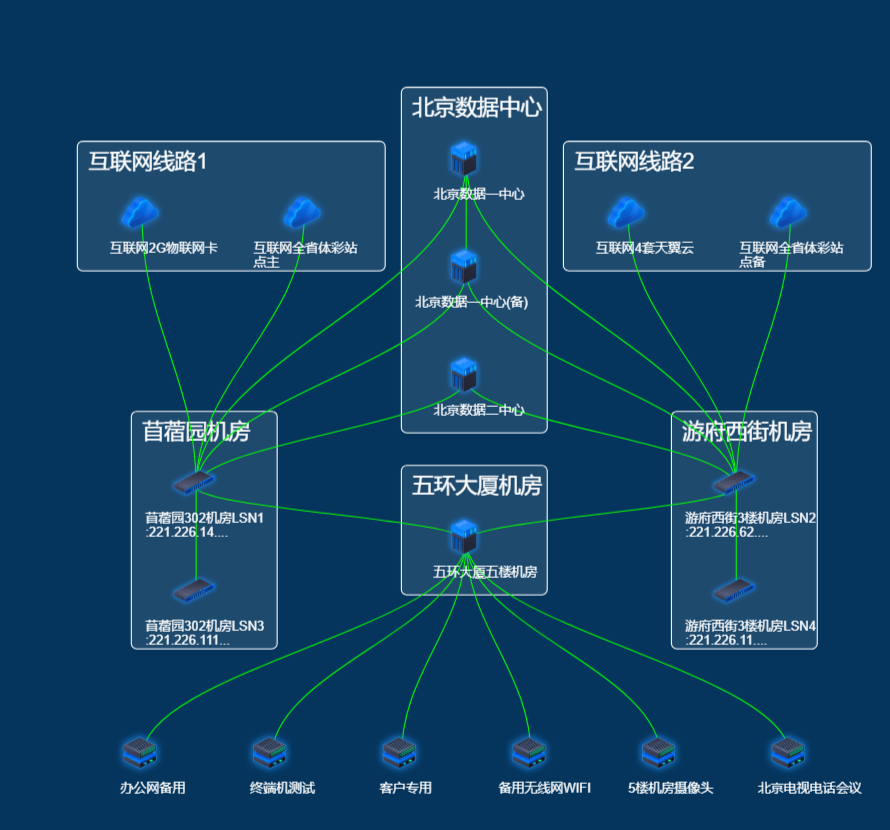 北京数据中心
北京数据一中心
北京数据一中心(备)
北京数据二中心
互联网线路1
互联网2G物联网卡
互联网全省体彩站
点主
互联网线路2
互联网4套天翼云
互联网全省体彩站
点备
苜蓿园机房
苜蓿园302机房LSN1
:221.226.14....
苜蓿园302机房LSN3
:221.226.111...
五环大厦机房
五环大厦五楼机房
游府西街机房
游府西街3楼机房LSN2
:221.226.62....
游府西街3楼机房LSN4
:221.226.11....
办公网备用
终端机测试
客户专用
备用无线网WIFI
5楼机房摄像头
北京电视电话会议